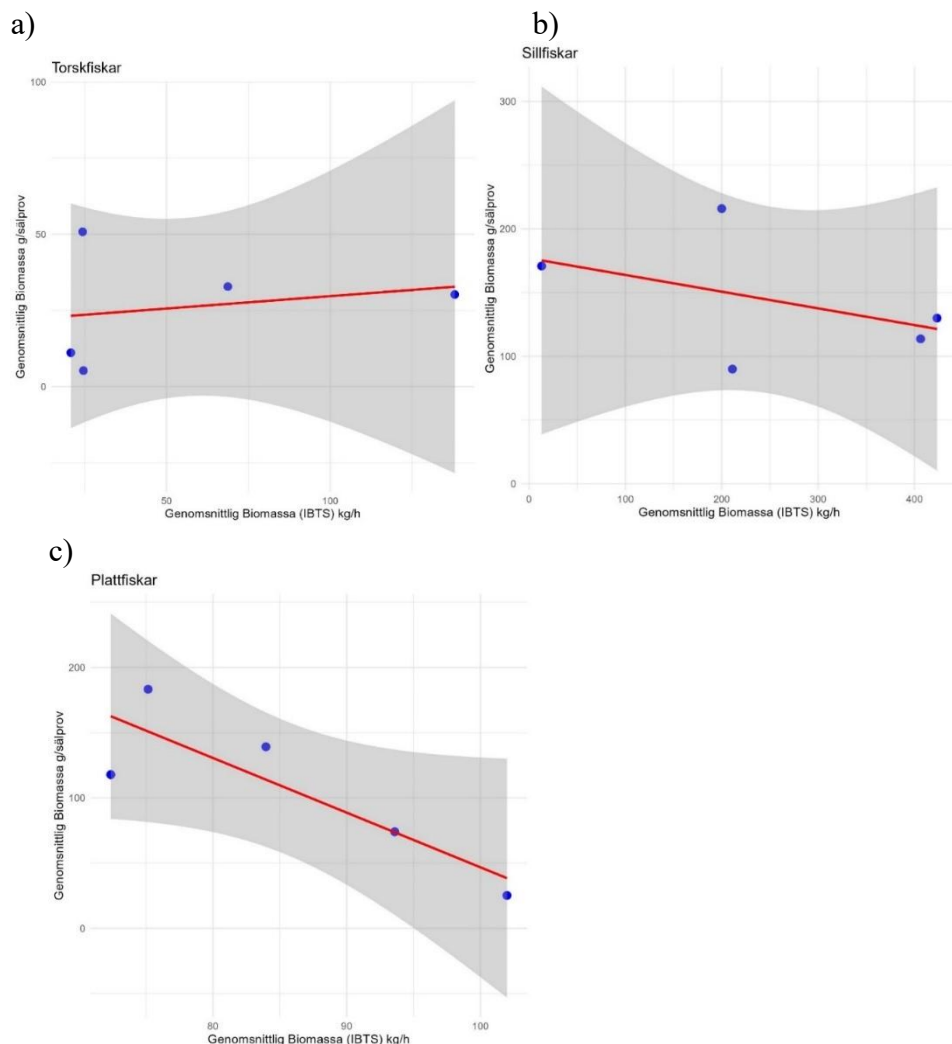 a)
Torskfiskar
100
50
0
Genomsnittlig Biomassa g/sälprov
50
100
Genomsnittlig Biomassa (IBTS) kg/h
b)
Sillfiskar
300
200
100
0
Genomsnittlig Biomassa g/sälprov
0
100
200
300
400
Genomsnittlig Biomassa (IBTS) kg/h
c)
Plattfiskar
200
100
0
Genomsnittlig Biomassa g/sälprov
80
90
100
Genomsnittlig Biomassa (IBTS) kg/h